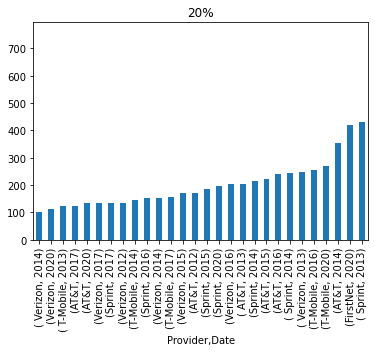 20%
700
600
500
400
300
200
100
0
( Verizon, 2014)
(Verizon, 2020)
( T-Mobile, 2013)
(AT&T, 2017)
(AT&T, 2020)
(Verizon, 2017)
(Sprint, 2017)
(Verizon, 2012)
(T-Mobile, 2014)
(Sprint, 2016)
(Verizon, 2014)
(T-Mobile, 2017)
(Verizon, 2015)
(AT&T, 2012)
(Sprint, 2015)
(Sprint, 2020)
(Verizon, 2016)
( AT&T, 2013)
(Sprint, 2014)
(AT&T, 2015)
(AT&T, 2016)
( Sprint, 2014)
( Verizon, 2013)
(T-Mobile, 2016)
(T-Mobile, 2020)
(AT&T, 2014)
(FirstNet, 2020)
( Sprint, 2013)
Provider,Date